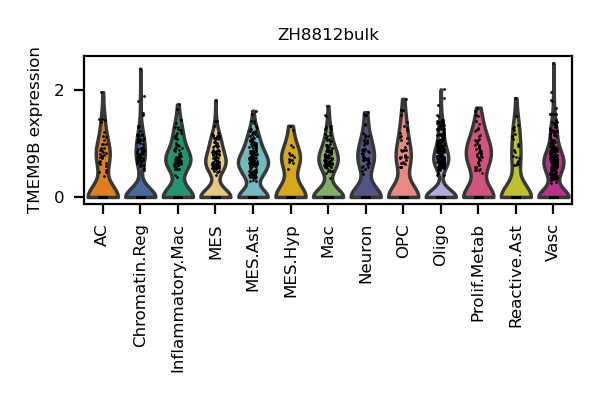 ZH8812bulk
TMEM9B expression
2
0
AC
Chromatin.Reg
Inflammatory.Mac
MES
MES.Ast
MES.Hyp
Mac
Neuron
OPC
Oligo
Prolif.Metab
Reactive.Ast
Vasc